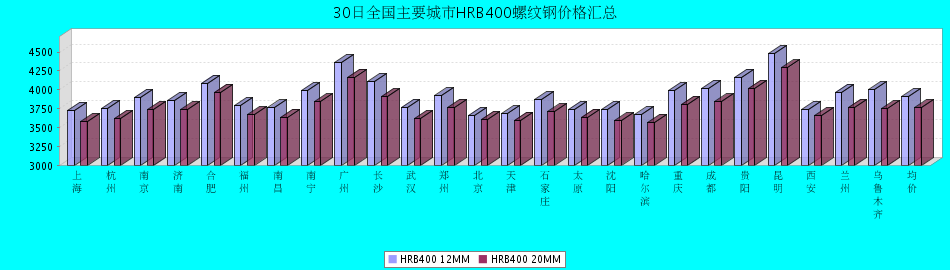 30日全国主要城市HRB400螺纹钢价格汇总
4500
4250
4000
3750
3500
3250
3000
上海 杭州 南京 济南 合肥 福州 南昌 南宁 广州 长沙 武汉 郑州 北京 天津 石家庄 太原 沈阳 哈尔滨 重庆 成都 贵阳 昆明 西安 兰州 乌鲁木齐 均价
HRB400 12MM HRB400 20MM